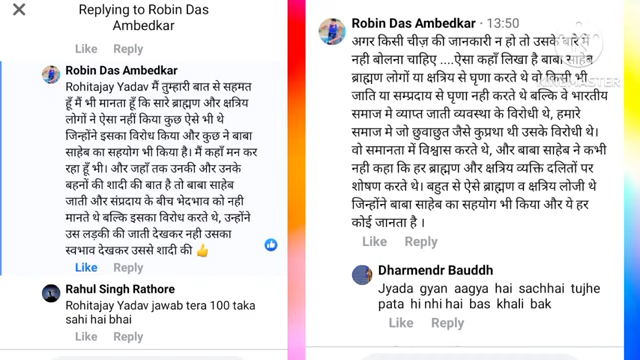 Replying to Robin Das
Ambedkar
Like Reply
Robin Das Ambedkar
Rohitajay Yadav मैं तुम्हारी बात से सहमत
हूँ मैं भी मानता हूँ कि सारे ब्राह्मण और क्षत्रिय
लोगों ने ऐसा नहीं किया कुछ ऐसे भी थे
जिन्होंने इसका विरोध किया और कुछ ने बाबा
साहेब का सहयोग भी किया है। मैं कहाँ मन कर
रहा हूँ भी। और जहाँ तक उनकी और उनके
बहनों की शादी की बात है तो बाबा साहेब
जाती और संप्रदाय के बीच भेदभाव को नही
मानते थे बल्कि इसका विरोध करते थे, उन्होंने
उस लड़की की जाती देखकर नही उसका
स्वभाव देखकर उससे शादी की 👍
Like Reply
Rahul Singh Rathore
Rohitajay Yadav jawab tera 100 taka
sahi hai bhai
Like Reply
Robin Das Ambedkar · 13:50
अगर किसी चीज़ की जानकारी न हो तो उसके बारे में
नही बोलना चाहिए ....ऐसा कहाँ लिखा है बाबा साहेब
ब्राह्मण लोगों या क्षत्रिय से घृणा करते थे वो किसी भी
जाति या सम्प्रदाय से घृणा नही करते थे बल्कि वे भारतीय
समाज मे व्याप्त जाती व्यवस्था के विरोधी थे, हमारे
समाज मे जो छुवाछुत जैसे कुप्रथा थी उसके विरोधी थे।
वो समानता में विश्वास करते थे, और बाबा साहेब ने कभी
नही कहा कि हर ब्राह्मण और क्षत्रिय व्यक्ति दलितों पर
शोषण करते थे। बहुत से ऐसे ब्राह्मण व क्षत्रिय लोजी थे
जिन्होंने बाबा साहेब का सहयोग भी किया और ये हर
कोई जानता है ।
Like Reply
Dharmendr Bauddh
Jyada gyan aagya hai sachhai tujhe
pata hi nhi hai bas khali bak
Like Reply